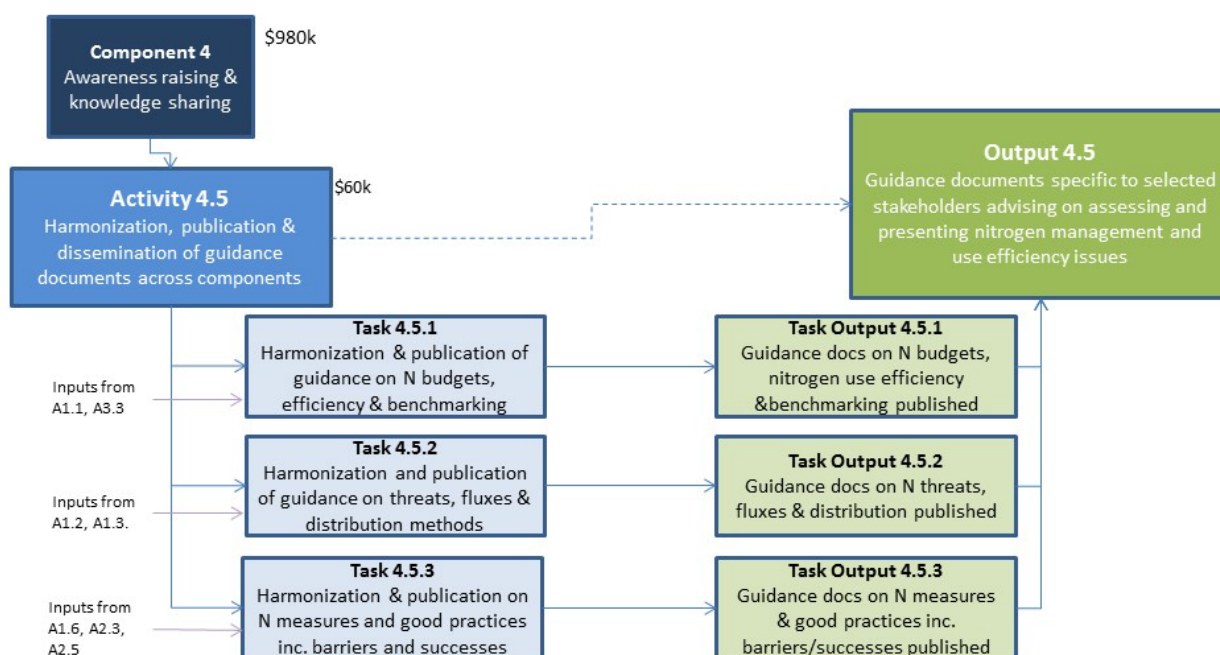 Component 4
Awareness raising &
knowledge sharing
$980k
Activity 4.5
Harmonization, publication &
dissemination of guidance
documents across components
$60k
Output 4.5
Guidance documents specific to selected
stakeholders advising on assessing and
presenting nitrogen management and
use efficiency issues
Inputs from
A1.1, A3.3
Task 4.5.1
Harmonization & publication of
guidance on N budgets,
efficiency & benchmarking
Task Output 4.5.1
Guidance docs on N budgets,
nitrogen use efficiency
&benchmarking published
Inputs from
A1.2, A1.3.
Task 4.5.2
Harmonization and publication
of guidance on threats, fluxes &
distribution methods
Task Output 4.5.2
Guidance docs on N threats,
fluxes & distribution published
Inputs from
A1.6, A2.3,
A2.5
Task 4.5.3
Harmonization & publication on
N measures and good practices
inc. barriers and successes
Task Output 4.5.3
Guidance docs on N measures
& good practices inc.
barriers/successes published